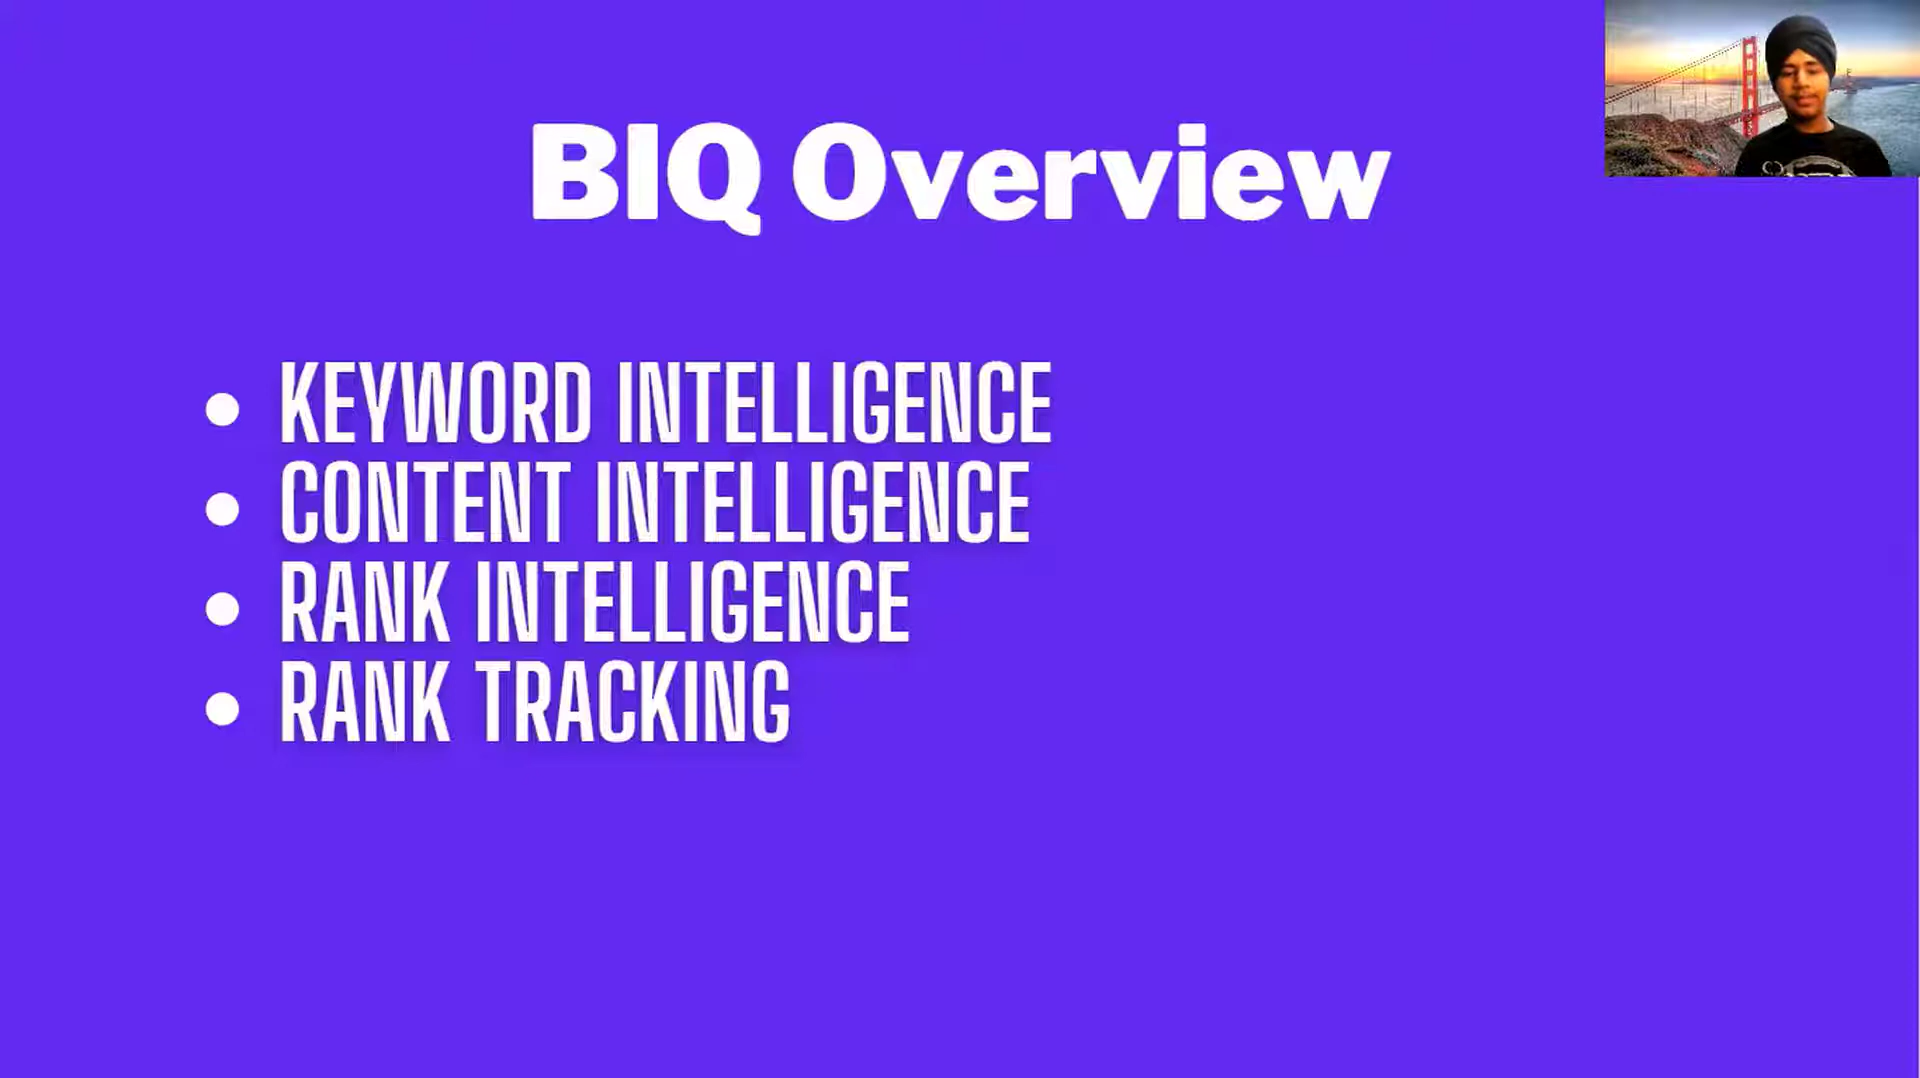 BIQ Overview
• KEYWORD INTELLIGENCE
• CONTENT INTELLIGENCE
• RANK INTELLIGENCE
• RANK TRACKING